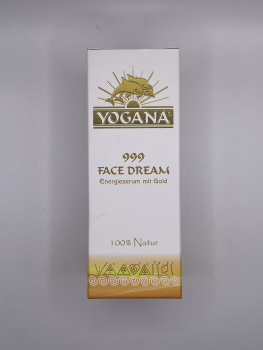 YOGANA
999
FACE DREAM
Energieserum mit Gold
100% Natur